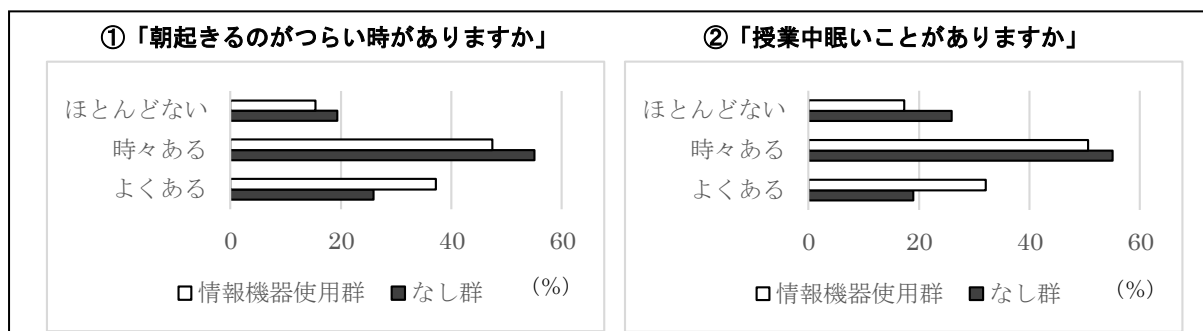 ①「朝起きるのがつらい時がありますか」
ほとんどない
時々ある
よくある
0 20 40 60
□情報機器使用群 ■なし群 (%)
②「授業中眠いことがありますか」
ほとんどない
時々ある
よくある
0 20 40 60
□情報機器使用群 ■なし群 (%)